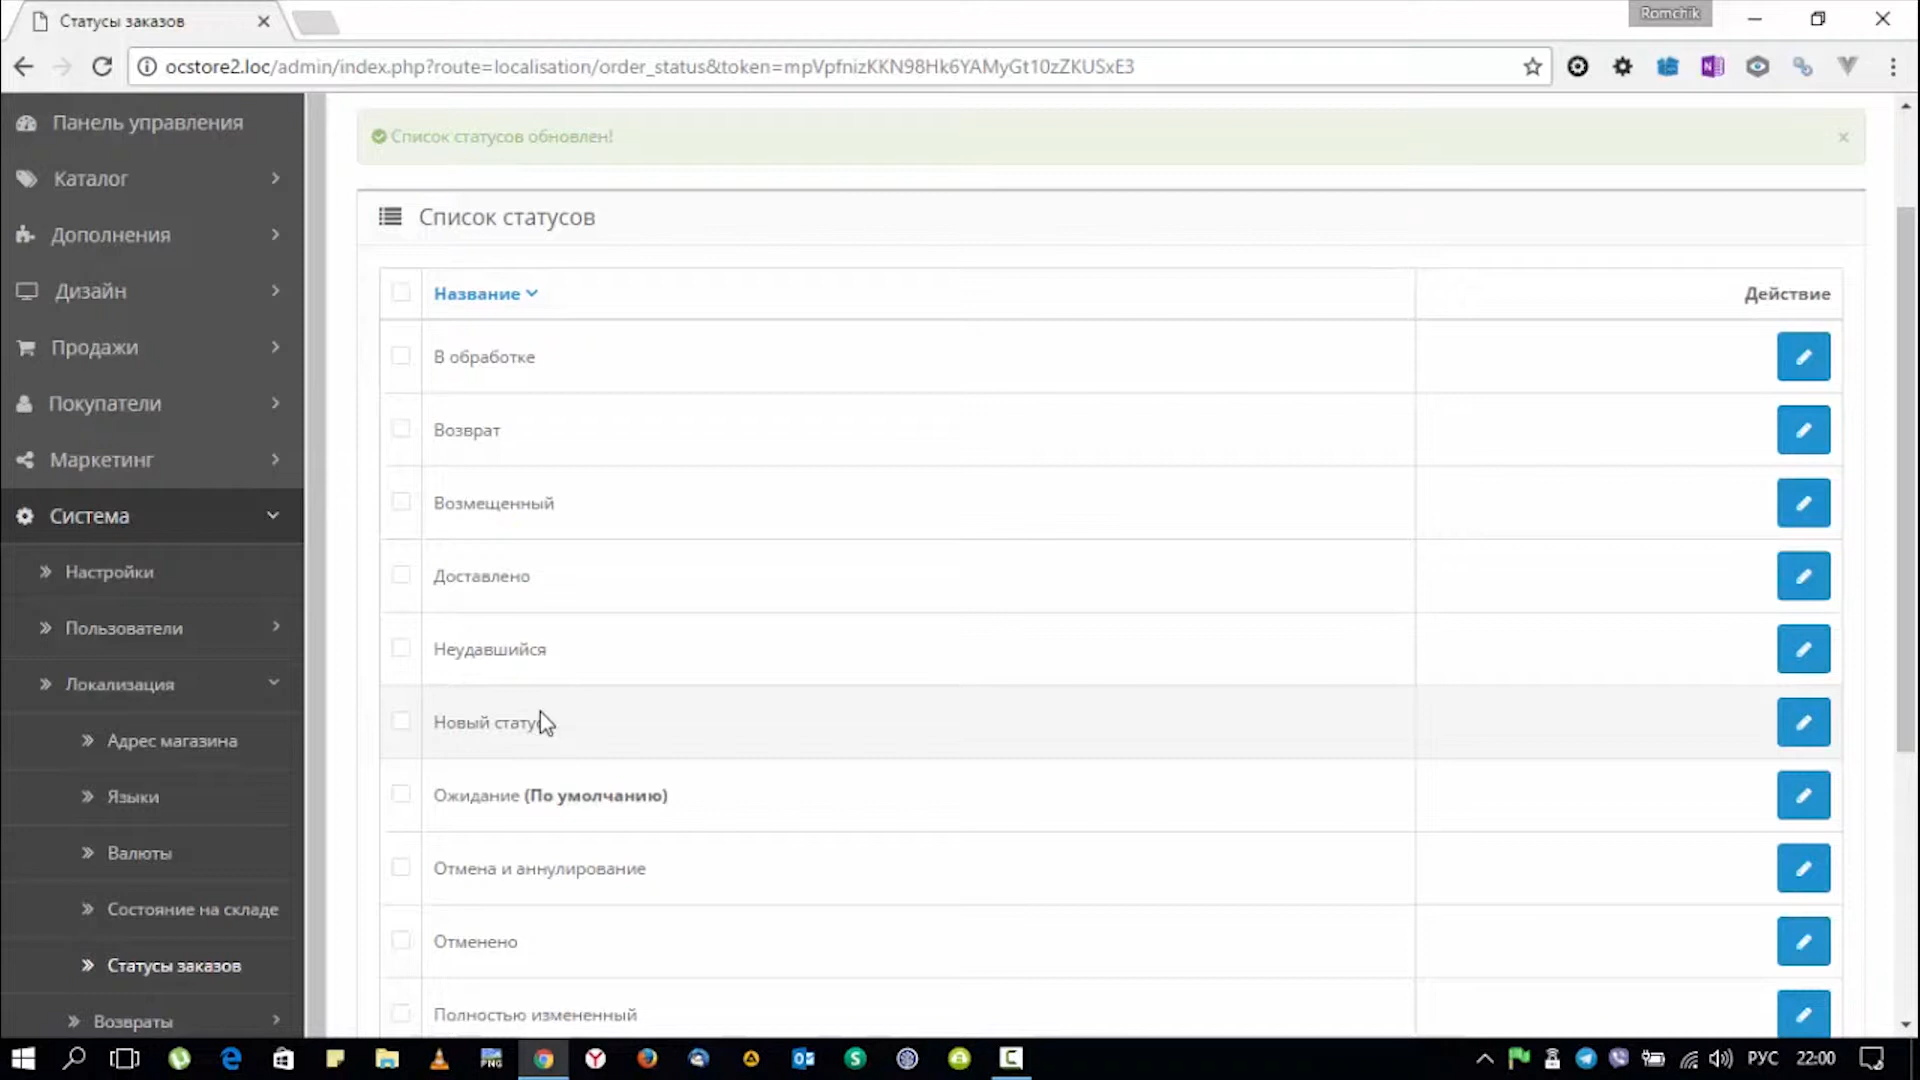 Статусы заказов
Romchik
ocstore2.loc/admin/index.php?route=localisation/order_status&token=mpVpfnizKKN98Hk6YAMyGt10zZKUSxE3
Панель управления
Каталог
Дополнения
Дизайн
Продажи
Покупатели
Маркетинг
Система
Настройки
Пользователи
Локализация
Адрес магазина
Языки
Валюты
Состояние на складе
Статусы заказов
Возвраты
Список статусов обновлен!
Список статусов
Название
Действие
В обработке
Возврат
Возмещенный
Доставлено
Неудавшийся
Новый статус
Ожидание (По умолчанию)
Отмена и аннулирование
Отменено
Полностью измененный
PNG
РУС
22:00